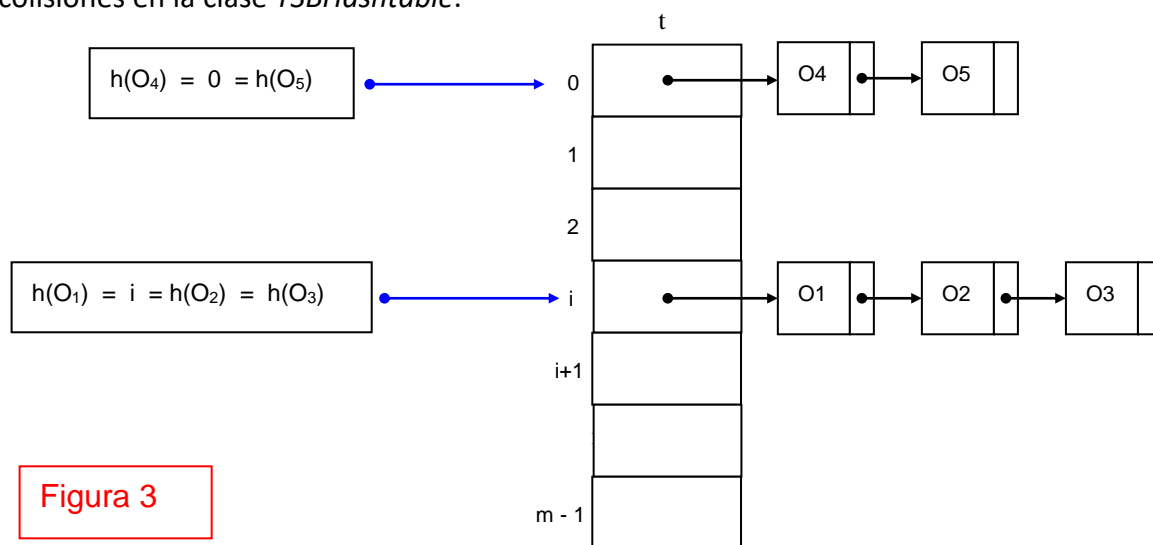 colisiones en la clase TSBHashtable.
t
h(O4) = 0 = h(O5)
0
O4
O5
1
2
h(O1) = i = h(O2) = h(O3)
i
O1
O2
O3
i+1
Figura 3
m - 1